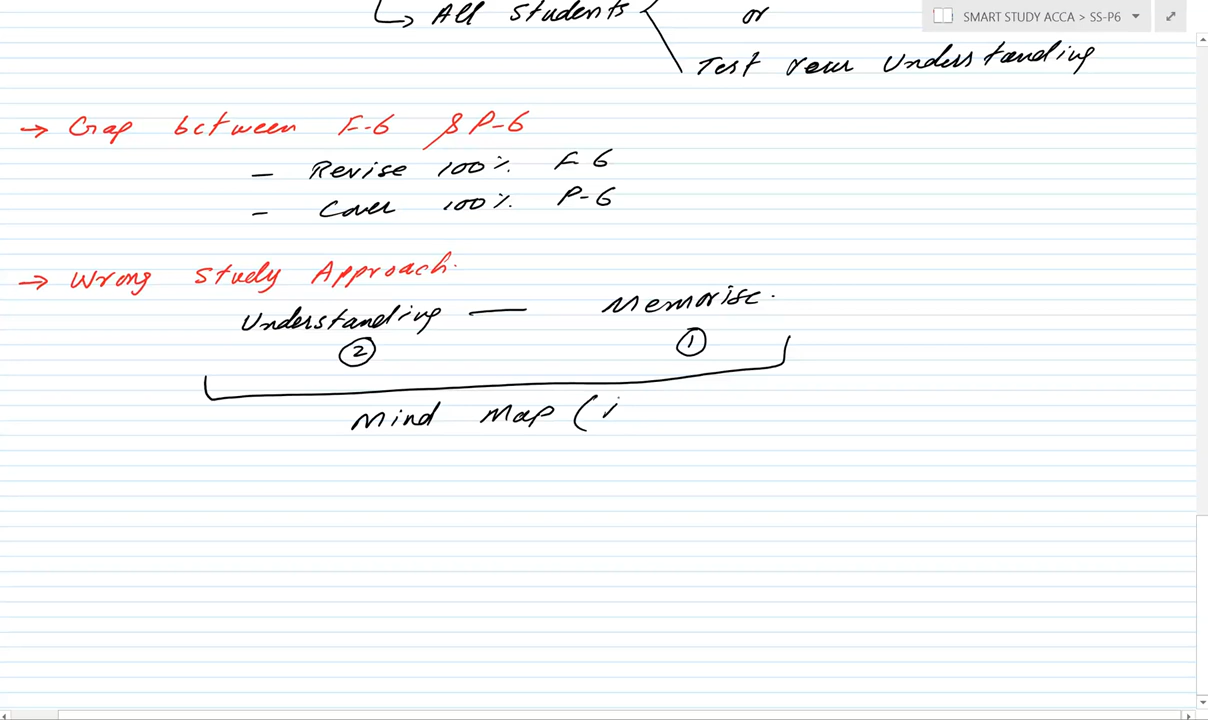 SMART STUDY ACCA > SS-P6
↳ All Students < or
Test your Understanding
→ Gap between F-6 & P-6
- Revise 100% F 6
- Cover 100% P-6
→ Wrong Study Approach.
Understanding — Memorise.
② ①
Mind Map (i